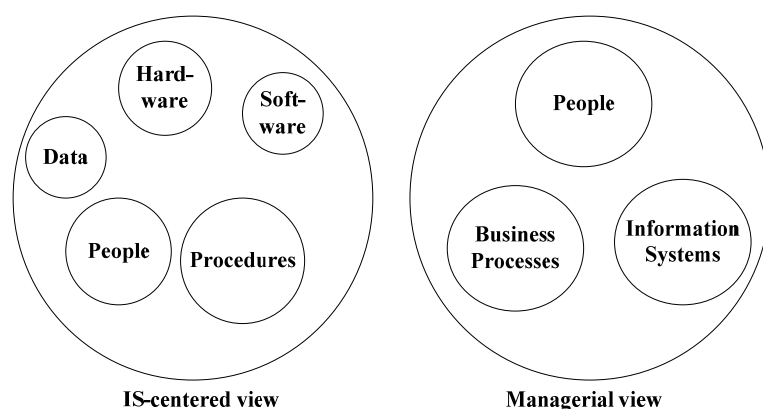 Hard-
ware
Soft-
ware
Data
People
Procedures
IS-centered view
People
Business
Processes
Information
Systems
Managerial view